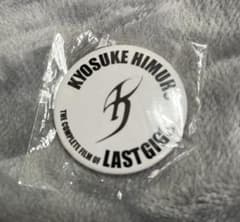 KYOSUKE HIMURO
THE COMPLETE FILM OF
LAST GIGS